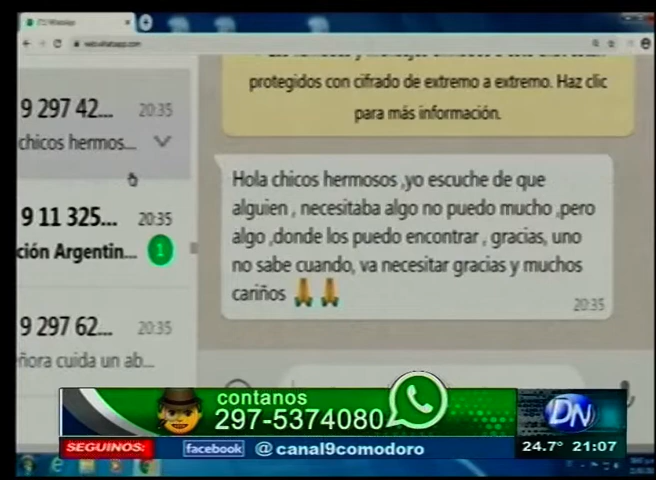 WhatsApp
web.whatsapp.com
protegidos con cifrado de extremo a extremo. Haz clic
para más información.
9 297 42...
20:35
chicos hermos...
9 11 325...
20:35
ción Argentin...
1
9 297 62...
20:35
ñora cuida un ab...
Hola chicos hermosos ,yo escuche de que
alguien , necesitaba algo no puedo mucho ,pero
algo ,donde los puedo encontrar , gracias, uno
no sabe cuando, va necesitar gracias y muchos
cariños 🙏 🙏
20:35
contanos
297-5374080
DN
SEGUINOS:
facebook
@canal9comodoro
24.7° 21:07